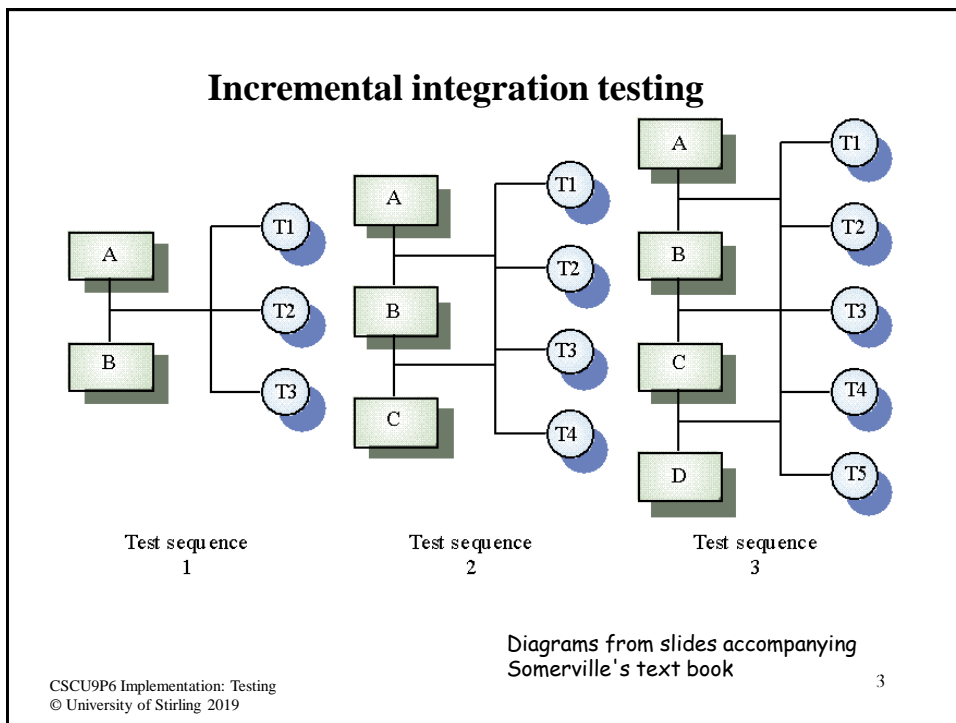 Incremental integration testing
A
B
T1
T2
T3
Test sequence
1
A
B
C
T1
T2
T3
T4
Test sequence
2
A
B
C
D
T1
T2
T3
T4
T5
Test sequence
3
Diagrams from slides accompanying
Somerville's text book
CSCU9P6 Implementation: Testing
© University of Stirling 2019
3